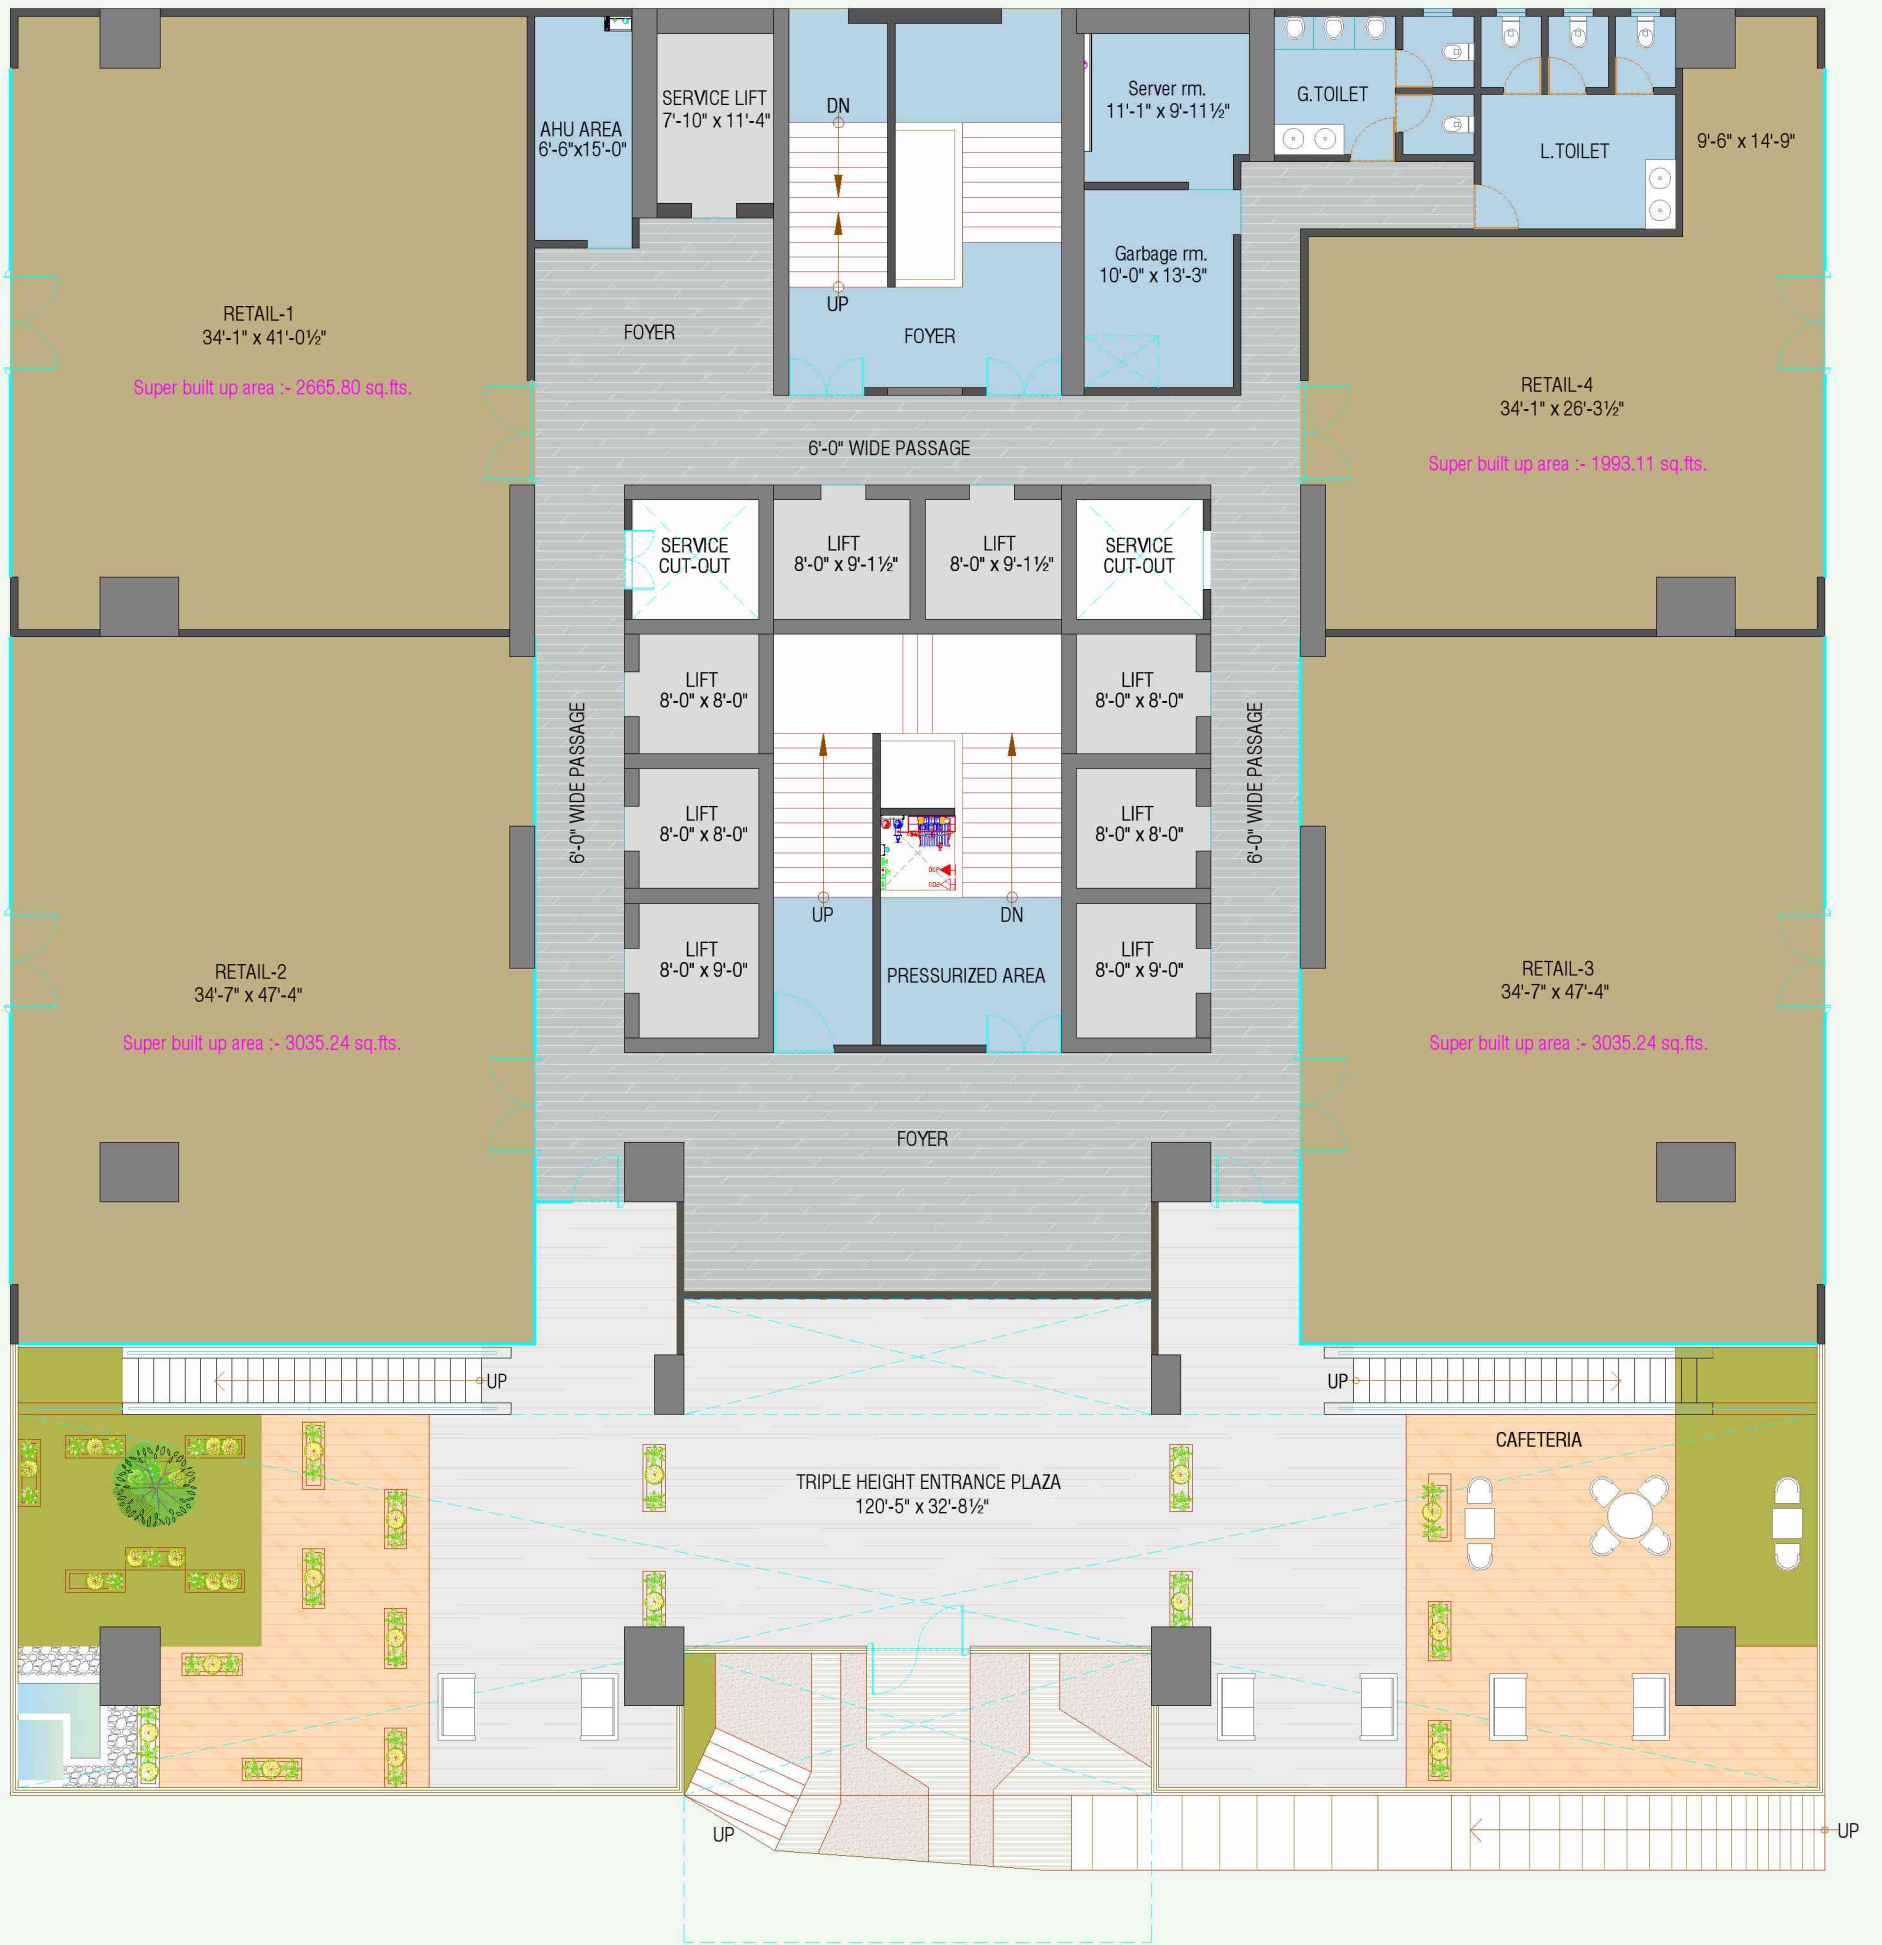 DN
SERVICE LIFT
7'-10" x 11'-4"
AHU AREA
6'-6"x15'-0"
Server rm.
11'-1" x 9'-11½"
G.TOILET
L.TOILET
9'-6" x 14'-9"
Garbage rm.
10'-0" x 13'-3"
UP
RETAIL-1
34'-1" x 41'-0½"
Super built up area :- 2665.80 sq.fts.
FOYER
FOYER
RETAIL-4
34'-1" x 26'-3½"
Super built up area :- 1993.11 sq.fts.
6'-0" WIDE PASSAGE
SERVICE
CUT-OUT
LIFT
8'-0" x 9'-1½"
LIFT
8'-0" x 9'-1½"
SERVICE
CUT-OUT
LIFT
8'-0" x 8'-0"
LIFT
8'-0" x 8'-0"
6'-0" WIDE PASSAGE
6'-0" WIDE PASSAGE
LIFT
8'-0" x 8'-0"
LIFT
8'-0" x 8'-0"
DCP
CO2
UP
DN
LIFT
8'-0" x 9'-0"
PRESSURIZED AREA
LIFT
8'-0" x 9'-0"
RETAIL-2
34'-7" x 47'-4"
Super built up area :- 3035.24 sq.fts.
RETAIL-3
34'-7" x 47'-4"
Super built up area :- 3035.24 sq.fts.
FOYER
UP
UP
CAFETERIA
TRIPLE HEIGHT ENTRANCE PLAZA
120'-5" x 32'-8½"
UP
UP